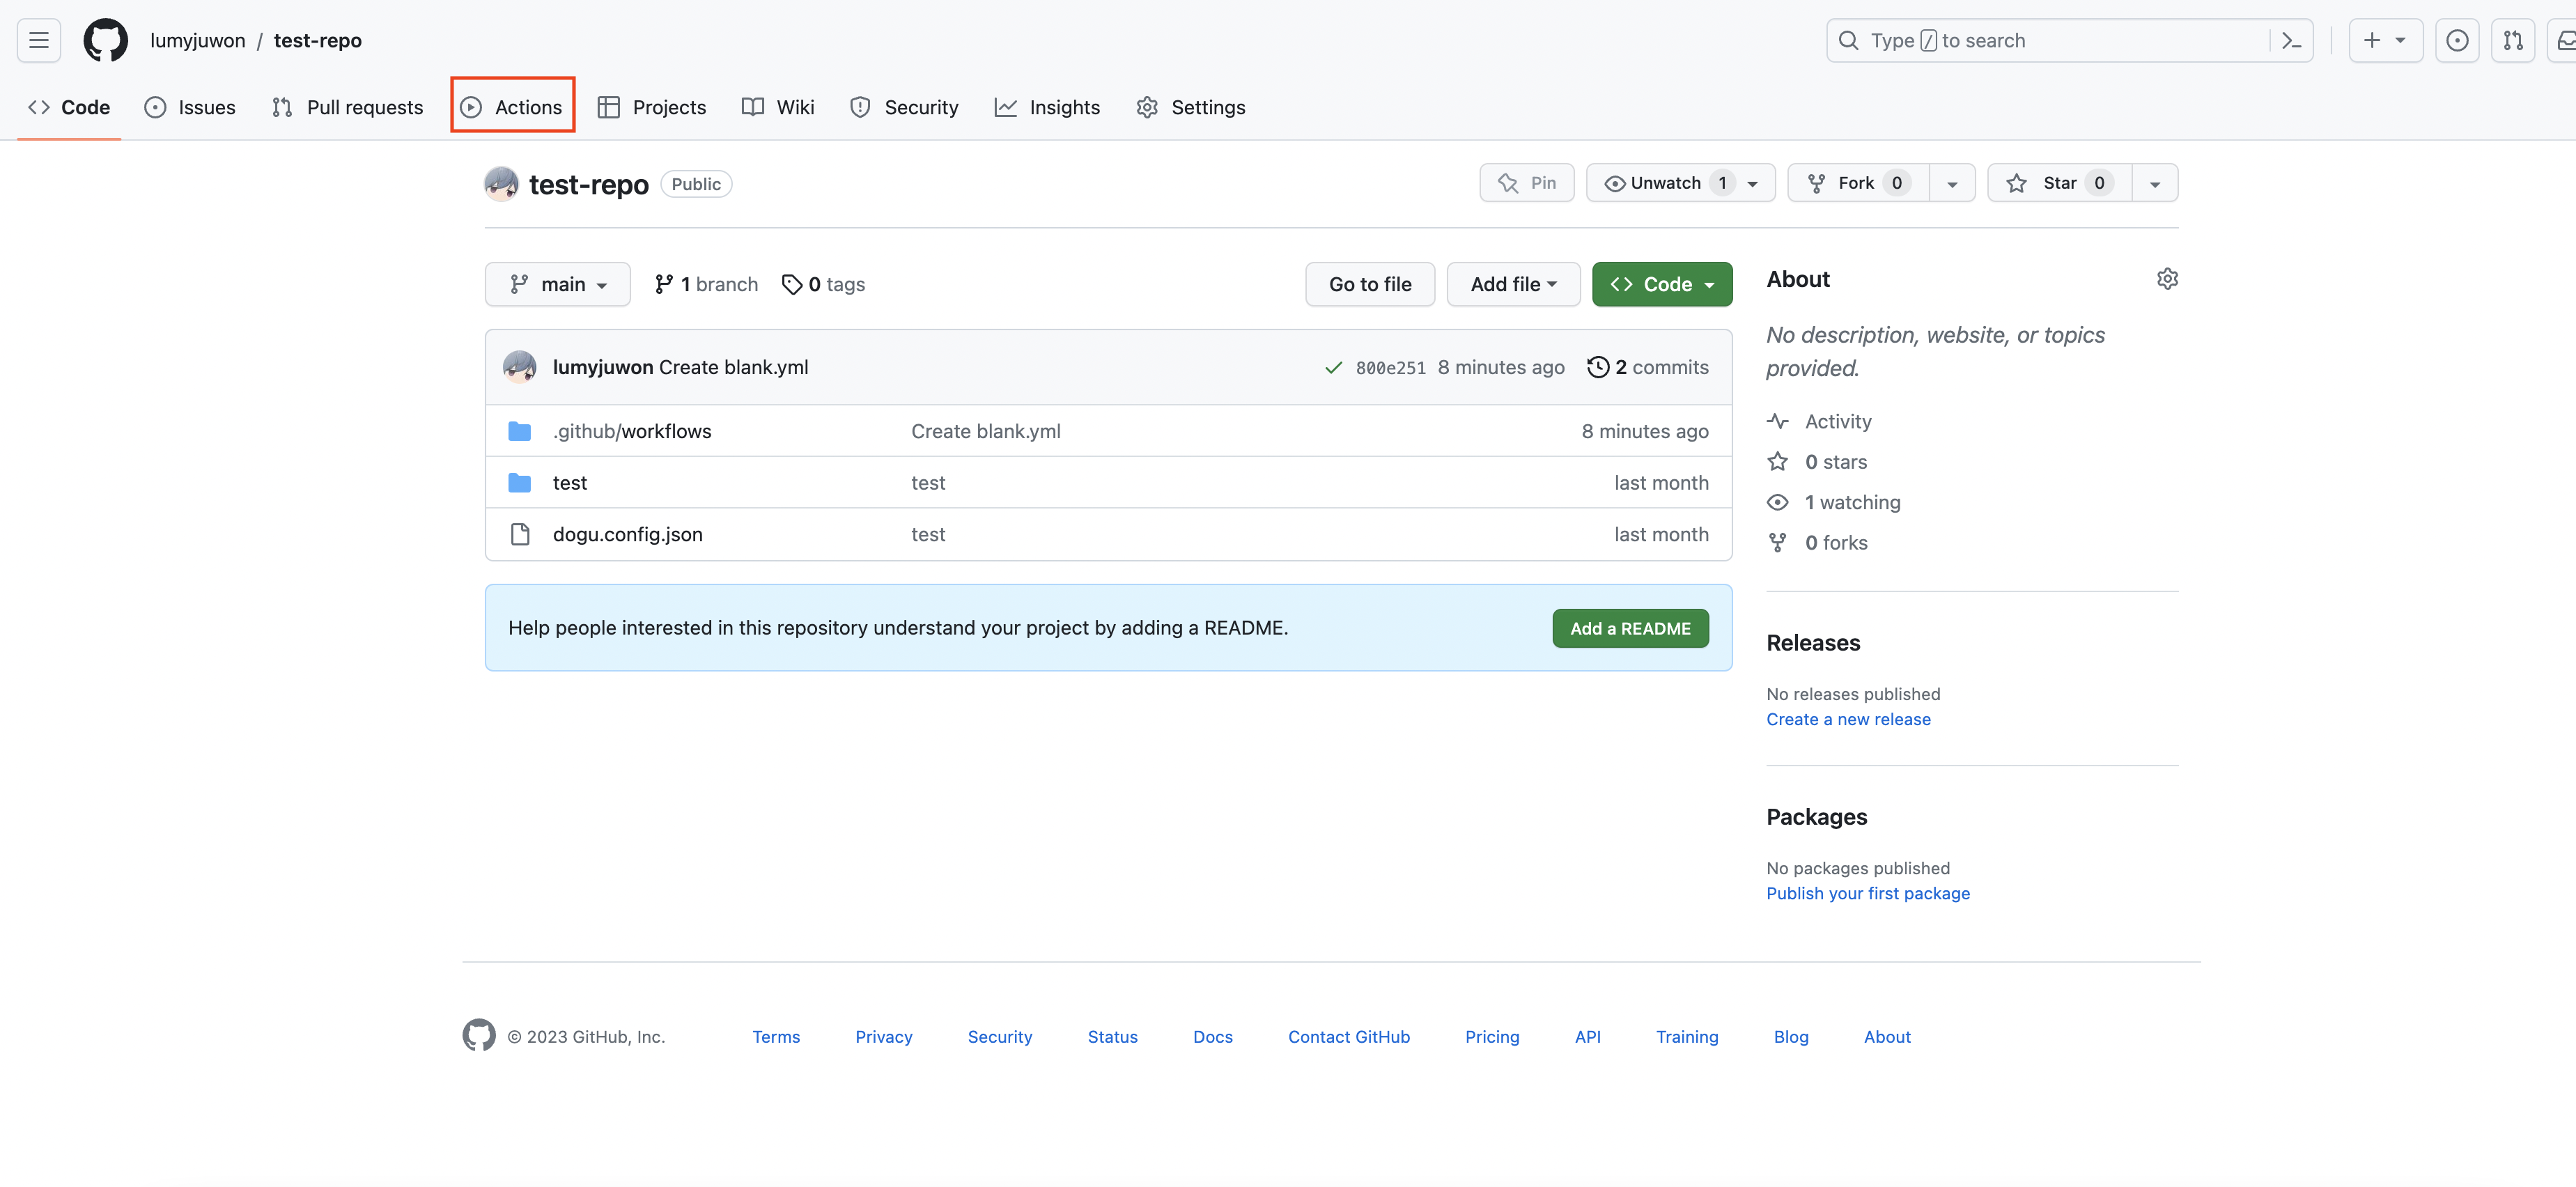 lumyjuwon / test-repo
Type / to search
Code Issues Pull requests Actions Projects Wiki Security Insights Settings
test-repo Public
Pin Unwatch 1 Fork 0 Star 0
main 1 branch 0 tags Go to file Add file Code
lumyjuwon Create blank.yml 800e251 8 minutes ago 2 commits
.github/workflows Create blank.yml 8 minutes ago
test test last month
dogu.config.json test last month
Help people interested in this repository understand your project by adding a README. Add a README
About
No description, website, or topics
provided.
Activity
0 stars
1 watching
0 forks
Releases
No releases published
Create a new release
Packages
No packages published
Publish your first package
© 2023 GitHub, Inc. Terms Privacy Security Status Docs Contact GitHub Pricing API Training Blog About